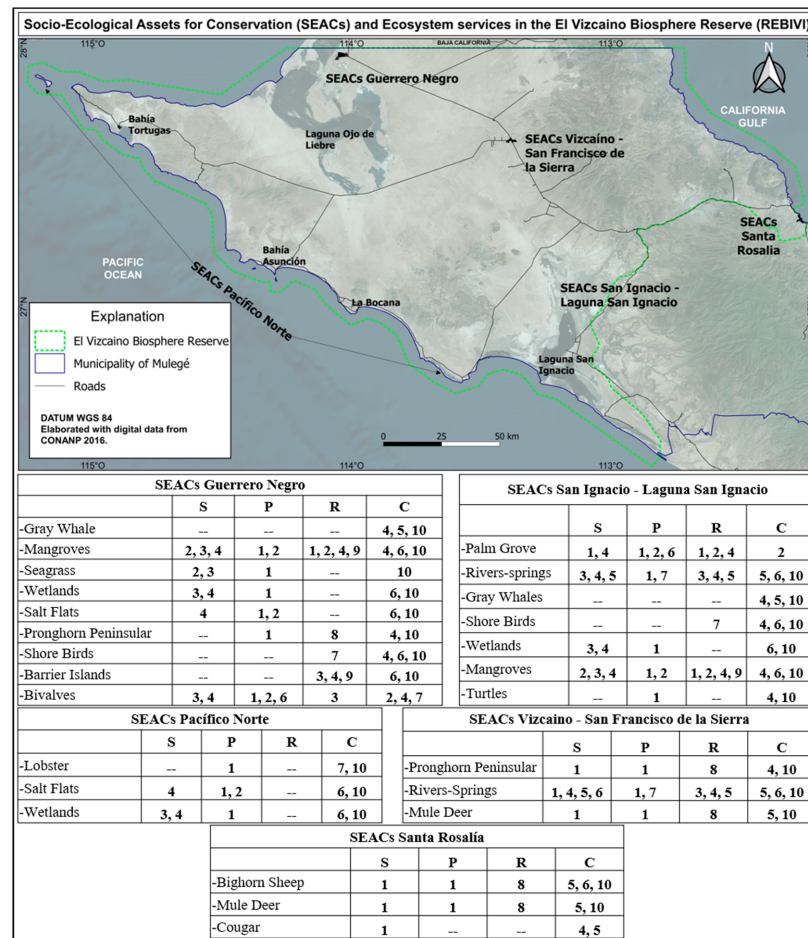 Socio-Ecological Assets for Conservation (SEACs) and Ecosystem services in the El Vizcaino Biosphere Reserve (REBIVI)
115°O 114°O 113°O
28°N
BAJA CALIFORNIA
N
SEACs Guerrero Negro
CALIFORNIA
GULF
Bahía
Tortugas
Laguna Ojo de
Liebre
SEACs Vizcaíno -
San Francisco de
la Sierra
SEACs
Santa
Rosalia
Bahía
Asunción
PACIFIC
OCEAN
SEACs Pacífico Norte
SEACs San Ignacio -
Laguna San Ignacio
27°N
La Bocana
Laguna San
Ignacio
Explanation
El Vizcaino Biosphere Reserve
Municipality of Mulegé
Roads
DATUM WGS 84
Elaborated with digital data from
CONANP 2016.
0 25 50 km
115°O 114°O 113°O
SEACs Guerrero Negro
S P R C
-Gray Whale -- -- -- 4, 5, 10
-Mangroves 2, 3, 4 1, 2 1, 2, 4, 9 4, 6, 10
-Seagrass 2, 3 1 -- 10
-Wetlands 3, 4 1 -- 6, 10
-Salt Flats 4 1, 2 6, 10
-Pronghorn Peninsular -- 1 8 4, 10
-Shore Birds -- -- 7 4, 6, 10
-Barrier Islands -- -- 3, 4, 9 6, 10
-Bivalves 3, 4 1, 2, 6 3 2, 4, 7
SEACs San Ignacio - Laguna San Ignacio
S P R C
-Palm Grove 1, 4 1, 2, 6 1, 2, 4 2
-Rivers-springs 3, 4, 5 1, 7 3, 4, 5 5, 6, 10
-Gray Whales -- -- -- 4, 5, 10
-Shore Birds -- -- 7 4, 6, 10
-Wetlands 3, 4 1 -- 6, 10
-Mangroves 2, 3, 4 1, 2 1, 2, 4, 9 4, 6, 10
-Turtles -- 1 4, 10
SEACs Pacífico Norte
S P R C
-Lobster -- 1 -- 7, 10
-Salt Flats 4 1, 2 -- 6, 10
-Wetlands 3, 4 1 -- 6, 10
SEACs Vizcaino - San Francisco de la Sierra
S P R C
-Pronghorn Peninsular 1 1 8 4, 10
-Rivers-Springs 1, 4, 5, 6 1, 7 3, 4, 5 5, 6, 10
-Mule Deer 1 1 8 5, 10
SEACs Santa Rosalía
S P R C
-Bighorn Sheep 1 1 8 5, 6, 10
-Mule Deer 1 1 8 5, 10
-Cougar 1 -- -- 4, 5